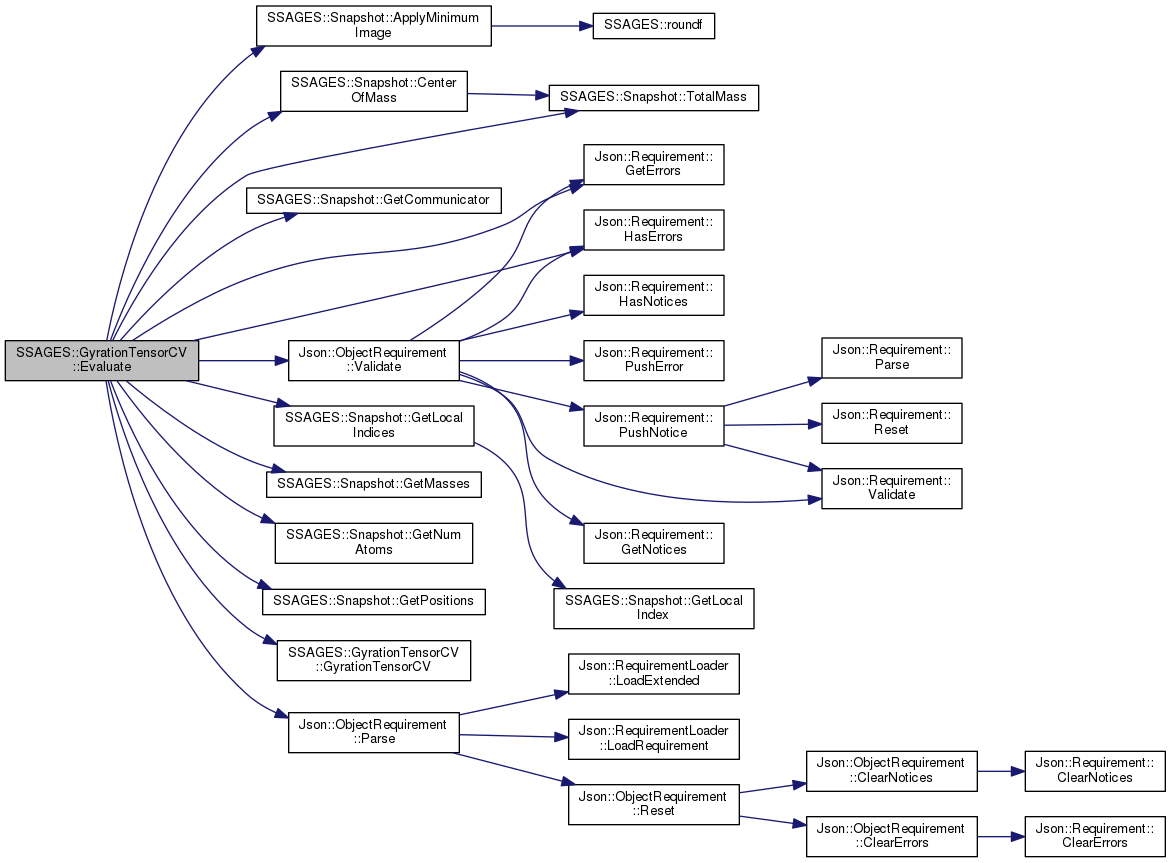 SSAGES::Snapshot::ApplyMinimum
Image
SSAGES::roundf
SSAGES::Snapshot::Center
OfMass
SSAGES::Snapshot::TotalMass
Json::Requirement::
GetErrors
SSAGES::Snapshot::GetCommunicator
Json::Requirement::
HasErrors
Json::Requirement::
HasNotices
SSAGES::GyrationTensorCV
::Evaluate
Json::ObjectRequirement
::Validate
Json::Requirement::
PushError
Json::Requirement::
Parse
SSAGES::Snapshot::GetLocal
Indices
Json::Requirement::
PushNotice
Json::Requirement::
Reset
SSAGES::Snapshot::GetMasses
Json::Requirement::
Validate
SSAGES::Snapshot::GetNum
Atoms
Json::Requirement::
GetNotices
SSAGES::Snapshot::GetPositions
SSAGES::Snapshot::GetLocal
Index
SSAGES::GyrationTensorCV
::GyrationTensorCV
Json::RequirementLoader
::LoadExtended
Json::ObjectRequirement
::Parse
Json::RequirementLoader
::LoadRequirement
Json::ObjectRequirement
::Reset
Json::ObjectRequirement
::ClearNotices
Json::Requirement::
ClearNotices
Json::ObjectRequirement
::ClearErrors
Json::Requirement::
ClearErrors